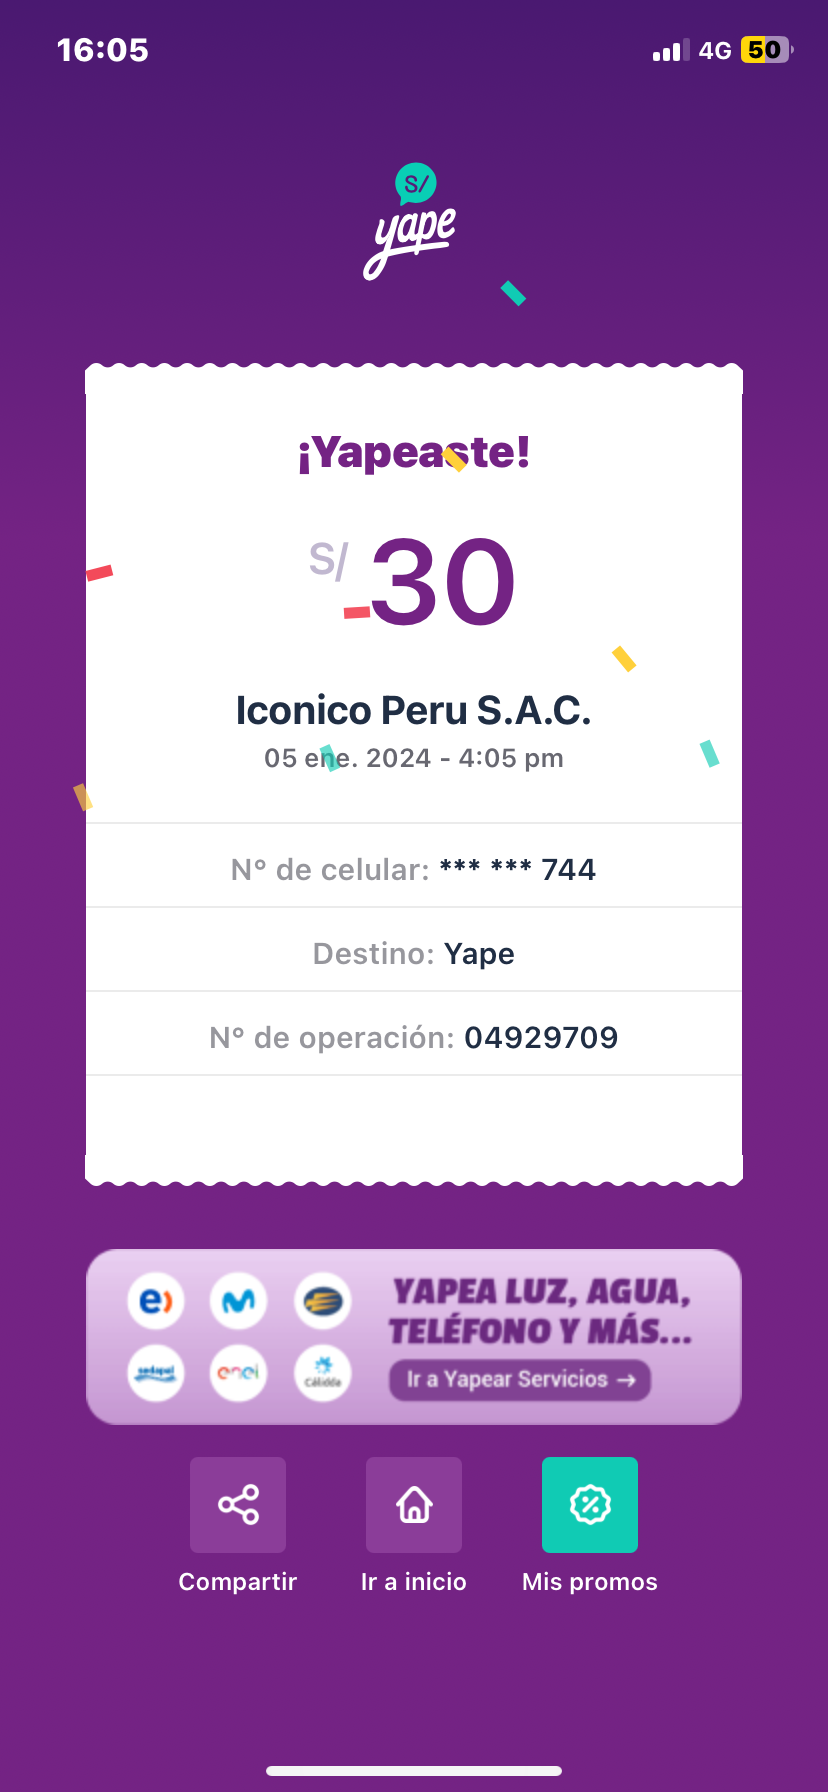 16:05
4G
50
S/
yape
¡Yapeaste!
S/ 30
Iconico Peru S.A.C.
05 ene. 2024 - 4:05 pm
Nº de celular: *** *** 744
Destino: Yape
Nº de operación: 04929709
e)
sedapal
enel
Cálidda
YAPEA LUZ, AGUA,
TELÉFONO Y MÁS...
Ir a Yapear Servicios →
Compartir
Ir a inicio
Mis promos